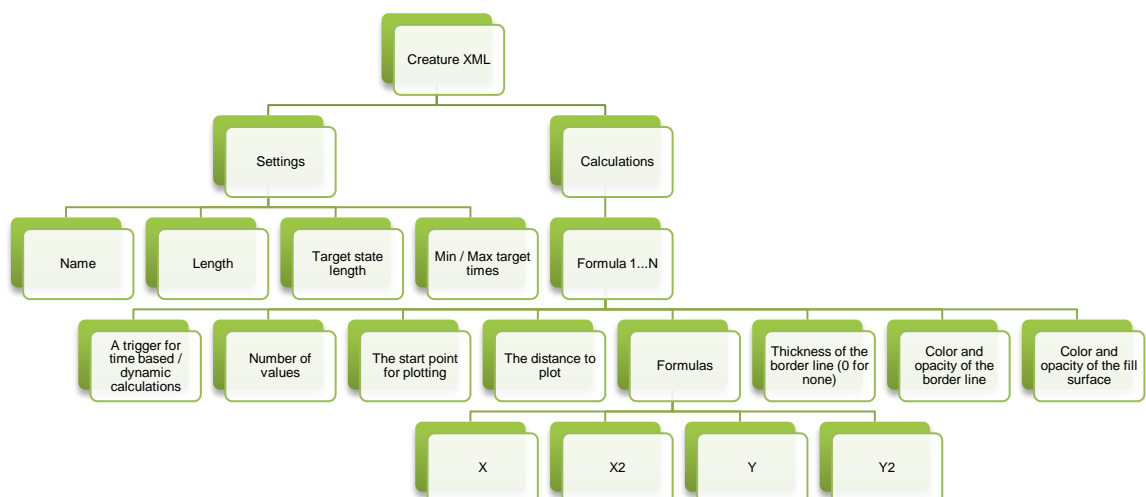 Creature XML
Settings
Calculations
Name
Length
Target state
length
Min / Max target
times
Formula 1...N
A trigger for
time based /
dynamic
calculations
Number of
values
The start point
for plotting
The distance to
plot
Formulas
Thickness of the
border line (0 for
none)
Color and
opacity of the
border line
Color and
opacity of the fill
surface
X
X2
Y
Y2